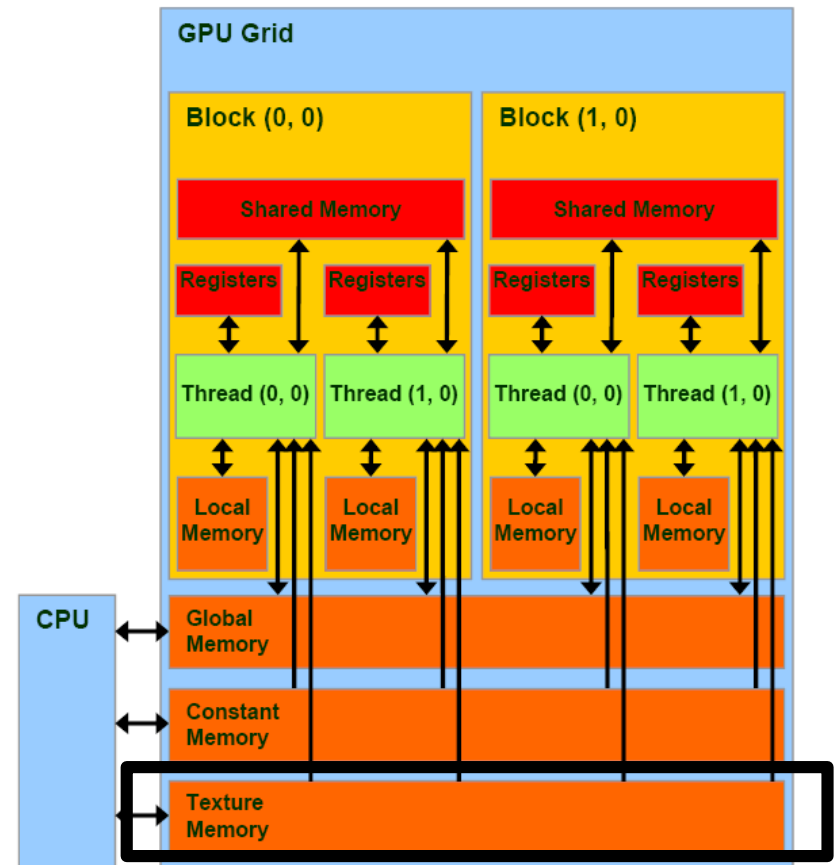 GPU Grid
Block (0, 0)
Block (1, 0)
Shared Memory
Shared Memory
Registers
Registers
Registers
Registers
Thread (0, 0)
Thread (1, 0)
Thread (0, 0)
Thread (1, 0)
Local
Memory
Local
Memory
Local
Memory
Local
Memory
CPU
Global
Memory
Constant
Memory
Texture
Memory